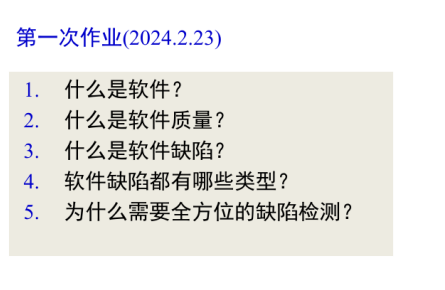 第一次作业(2024.2.23)
1. 什么是软件？
2. 什么是软件质量？
3. 什么是软件缺陷？
4. 软件缺陷都有哪些类型？
5. 为什么需要全方位的缺陷检测？